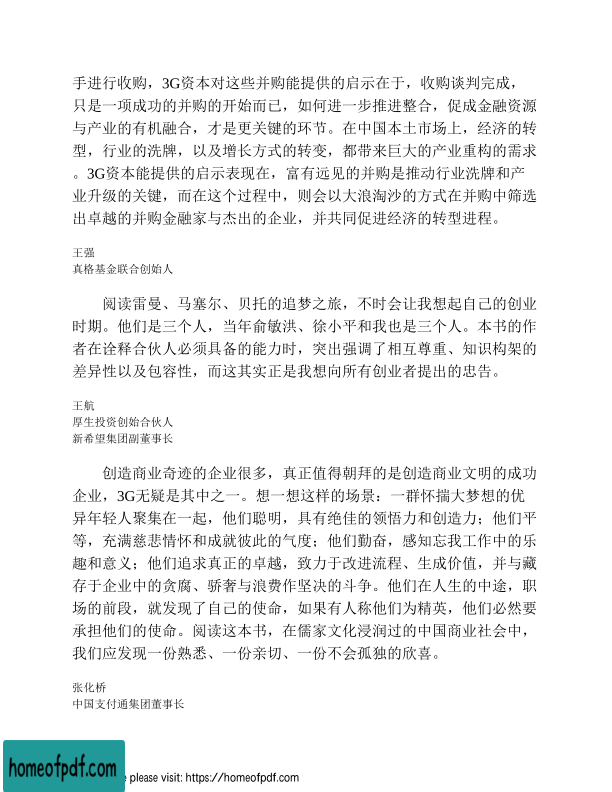 手进行收购，3G资本对这些并购能提供的启示在于，收购谈判完成，
只是一项成功的并购的开始而已，如何进一步推进整合，促成金融资源
与产业的有机融合，才是更关键的环节。在中国本土市场上，经济的转
型，行业的洗牌，以及增长方式的转变，都带来巨大的产业重构的需求
。3G资本能提供的启示表现在，富有远见的并购是推动行业洗牌和产
业升级的关键，而在这个过程中，则会以大浪淘沙的方式在并购中筛选
出卓越的并购金融家与杰出的企业，并共同促进经济的转型进程。
王强
真格基金联合创始人
阅读雷曼、马塞尔、贝托的追梦之旅，不时会让我想起自己的创业
时期。他们是三个人，当年俞敏洪、徐小平和我也是三个人。本书的作
者在诠释合伙人必须具备的能力时，突出强调了相互尊重、知识构架的
差异性以及包容性，而这其实正是我想向所有创业者提出的忠告。
王航
厚生投资创始合伙人
新希望集团副董事长
创造商业奇迹的企业很多，真正值得朝拜的是创造商业文明的成功
企业，3G无疑是其中之一。想一想这样的场景：一群怀揣大梦想的优
异年轻人聚集在一起，他们聪明，具有绝佳的领悟力和创造力；他们平
等，充满慈悲情怀和成就彼此的气度；他们勤奋，感知忘我工作中的乐
趣和意义；他们追求真正的卓越，致力于改进流程、生成价值，并与藏
存于企业中的贪腐、骄奢与浪费作坚决的斗争。他们在人生的中途，职
场的前段，就发现了自己的使命，如果有人称他们为精英，他们必然要
承担他们的使命。阅读这本书，在儒家文化浸润过的中国商业社会中，
我们应发现一份熟悉、一份亲切、一份不会孤独的欣喜。
张化桥
中国支付通集团董事长
homeofpdf.com
please visit: https://homeofpdf.com